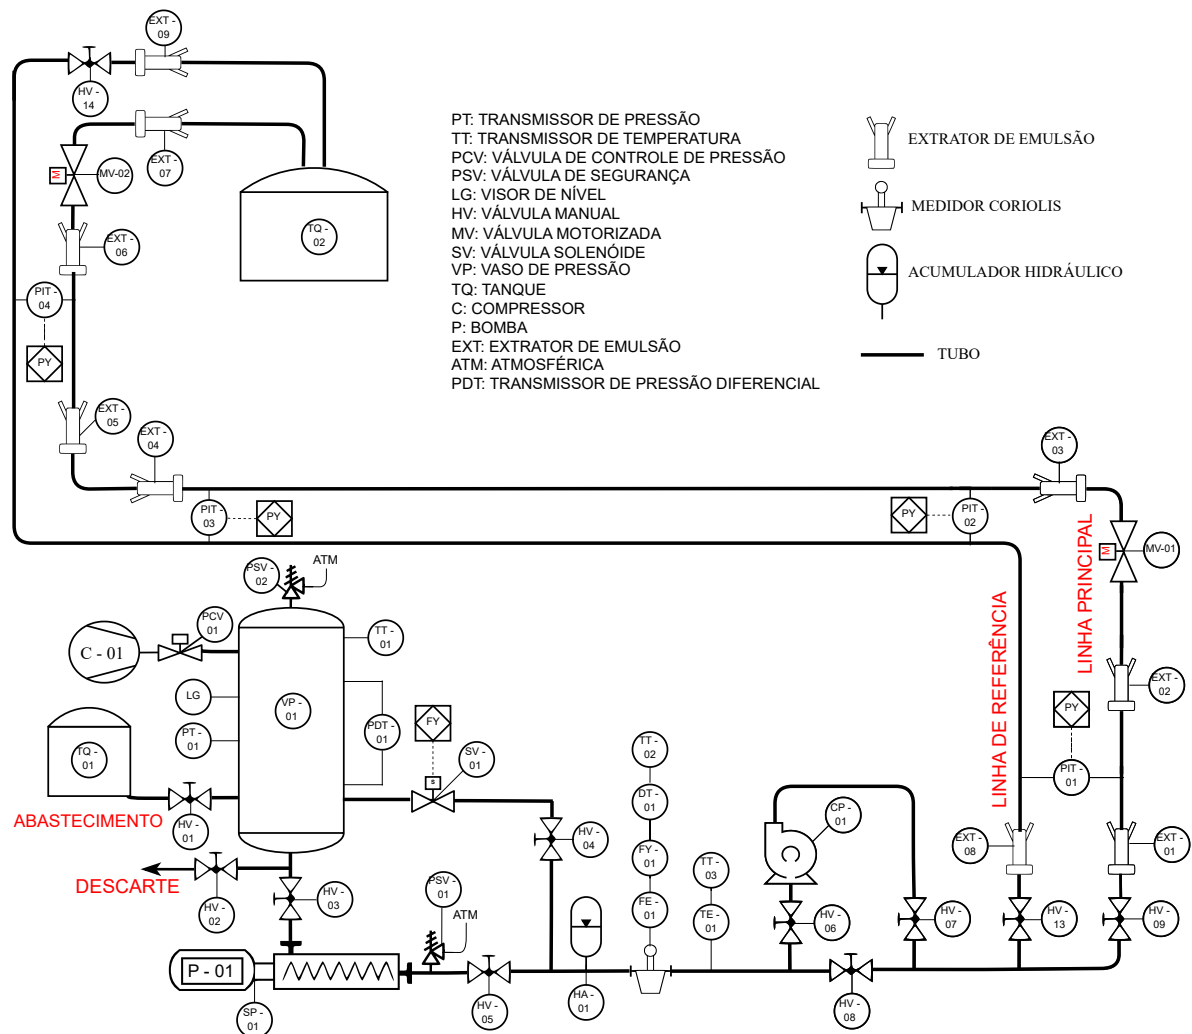 EXT -
09
HV -
14
EXT -
07
M
MV-02
EXT -
06
TQ -
02
PIT -
04
PY
EXT -
05
EXT -
04
PIT -
03
PY
PT: TRANSMISSOR DE PRESSÃO
TT: TRANSMISSOR DE TEMPERATURA
PCV: VÁLVULA DE CONTROLE DE PRESSÃO
PSV: VÁLVULA DE SEGURANÇA
LG: VISOR DE NÍVEL
HV: VÁLVULA MANUAL
MV: VÁLVULA MOTORIZADA
SV: VÁLVULA SOLENÓIDE
VP: VASO DE PRESSÃO
TQ: TANQUE
C: COMPRESSOR
P: BOMBA
EXT: EXTRATOR DE EMULSÃO
ATM: ATMOSFÉRICA
PDT: TRANSMISSOR DE PRESSÃO DIFERENCIAL
EXTRATOR DE EMULSÃO
MEDIDOR CORIOLIS
ACUMULADOR HIDRÁULICO
TUBO
EXT -
03
PY
PIT -
02
M
MV-01
LINHA PRINCIPAL
LINHA DE REFERÊNCIA
EXT -
02
PY
PIT -
01
EXT -
08
EXT -
01
HV -
13
HV -
09
PSV -
02
ATM
PCV
01
C - 01
TT -
01
LG
VP -
01
PT -
01
PDT -
01
FY
S
SV -
01
TQ -
01
ABASTECIMENTO
HV -
01
DESCARTE
HV -
02
HV -
03
HV -
04
PSV -
01
ATM
P - 01
SP -
01
HV -
05
HA -
01
TT -
02
DT -
01
FY -
01
FE -
01
TT -
03
TE -
01
CP -
01
HV -
06
HV -
07
HV -
08